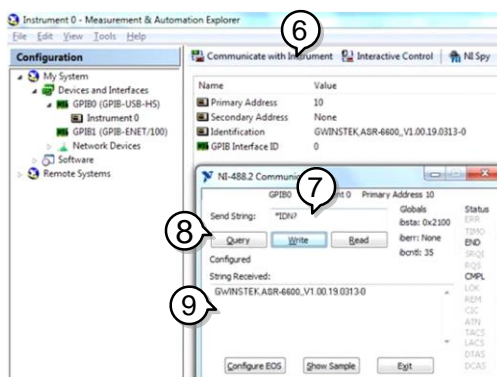 Instrument 0 - Measurement & Automation Explorer
File Edit View Tools Help
6
Configuration
Communicate with Instrument Interactive Control NI Spy
My System
Devices and Interfaces
GPIB0 (GPIB-USB-HS)
Instrument 0
GPIB1 (GPIB-ENET/100)
Network Devices
Software
Remote Systems
Name Value
Primary Address 10
Secondary Address None
Identification GWINSTEK,ASR-6600,_V1.00.19.0313-0
GPIB Interface ID 0
NI-488.2
7
GPIB0 0 Primary Address 10
Send String: *IDN?
8
Query Write Read
Configured
String Received:
9
GWINSTEK,ASR-6600,_V1.00.19.0313-0
Configure EOS Show Sample Exit
Globals
ibsta: 0x2100
iberr: None
ibcntl: 35
Status
ERR
TIMO
END
SRQI
RQS
CMPL
LOK
REM
CIC
ATN
TACS
LACS
DTAS
DCAS